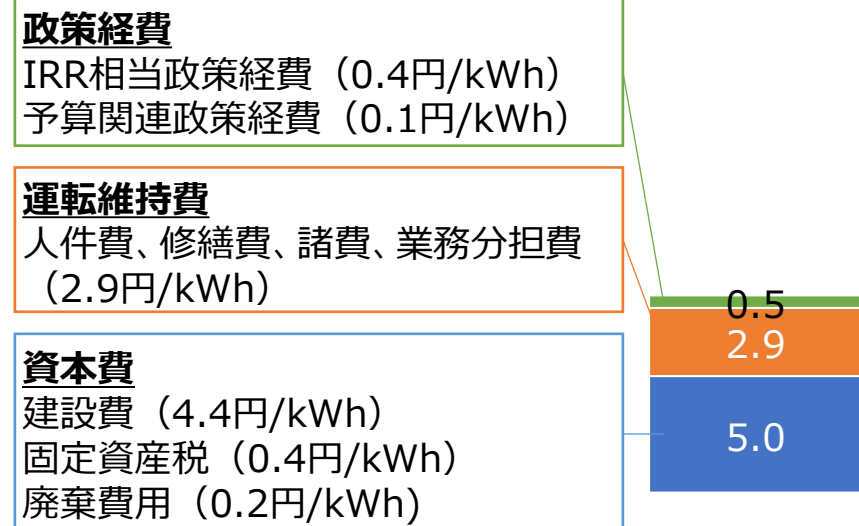 政策経費
IRR相当政策経費（0.4円/kWh）
予算関連政策経費（0.1円/kWh）
運転維持費
人件費、修繕費、諸費、業務分担費
（2.9円/kWh）
資本費
建設費（4.4円/kWh）
固定資産税（0.4円/kWh）
廃棄費用（0.2円/kWh)
0.5
2.9
5.0